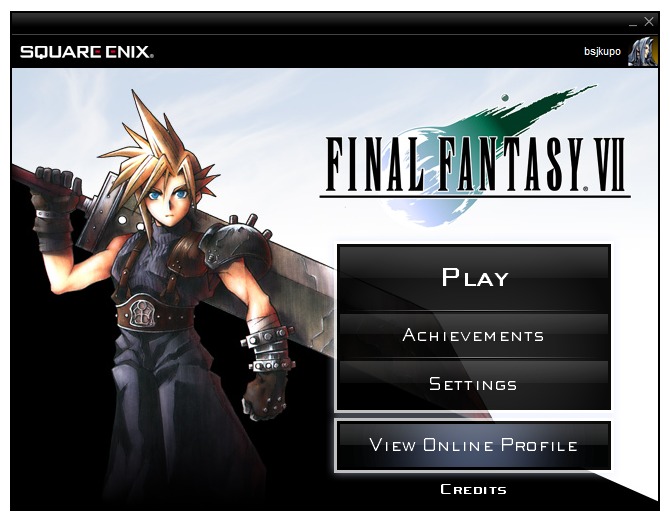 SQUARE ENIX®
bsjkupo
FINAL FANTASY® VII
PLAY
ACHIEVEMENTS
SETTINGS
VIEW ONLINE PROFILE
CREDITS